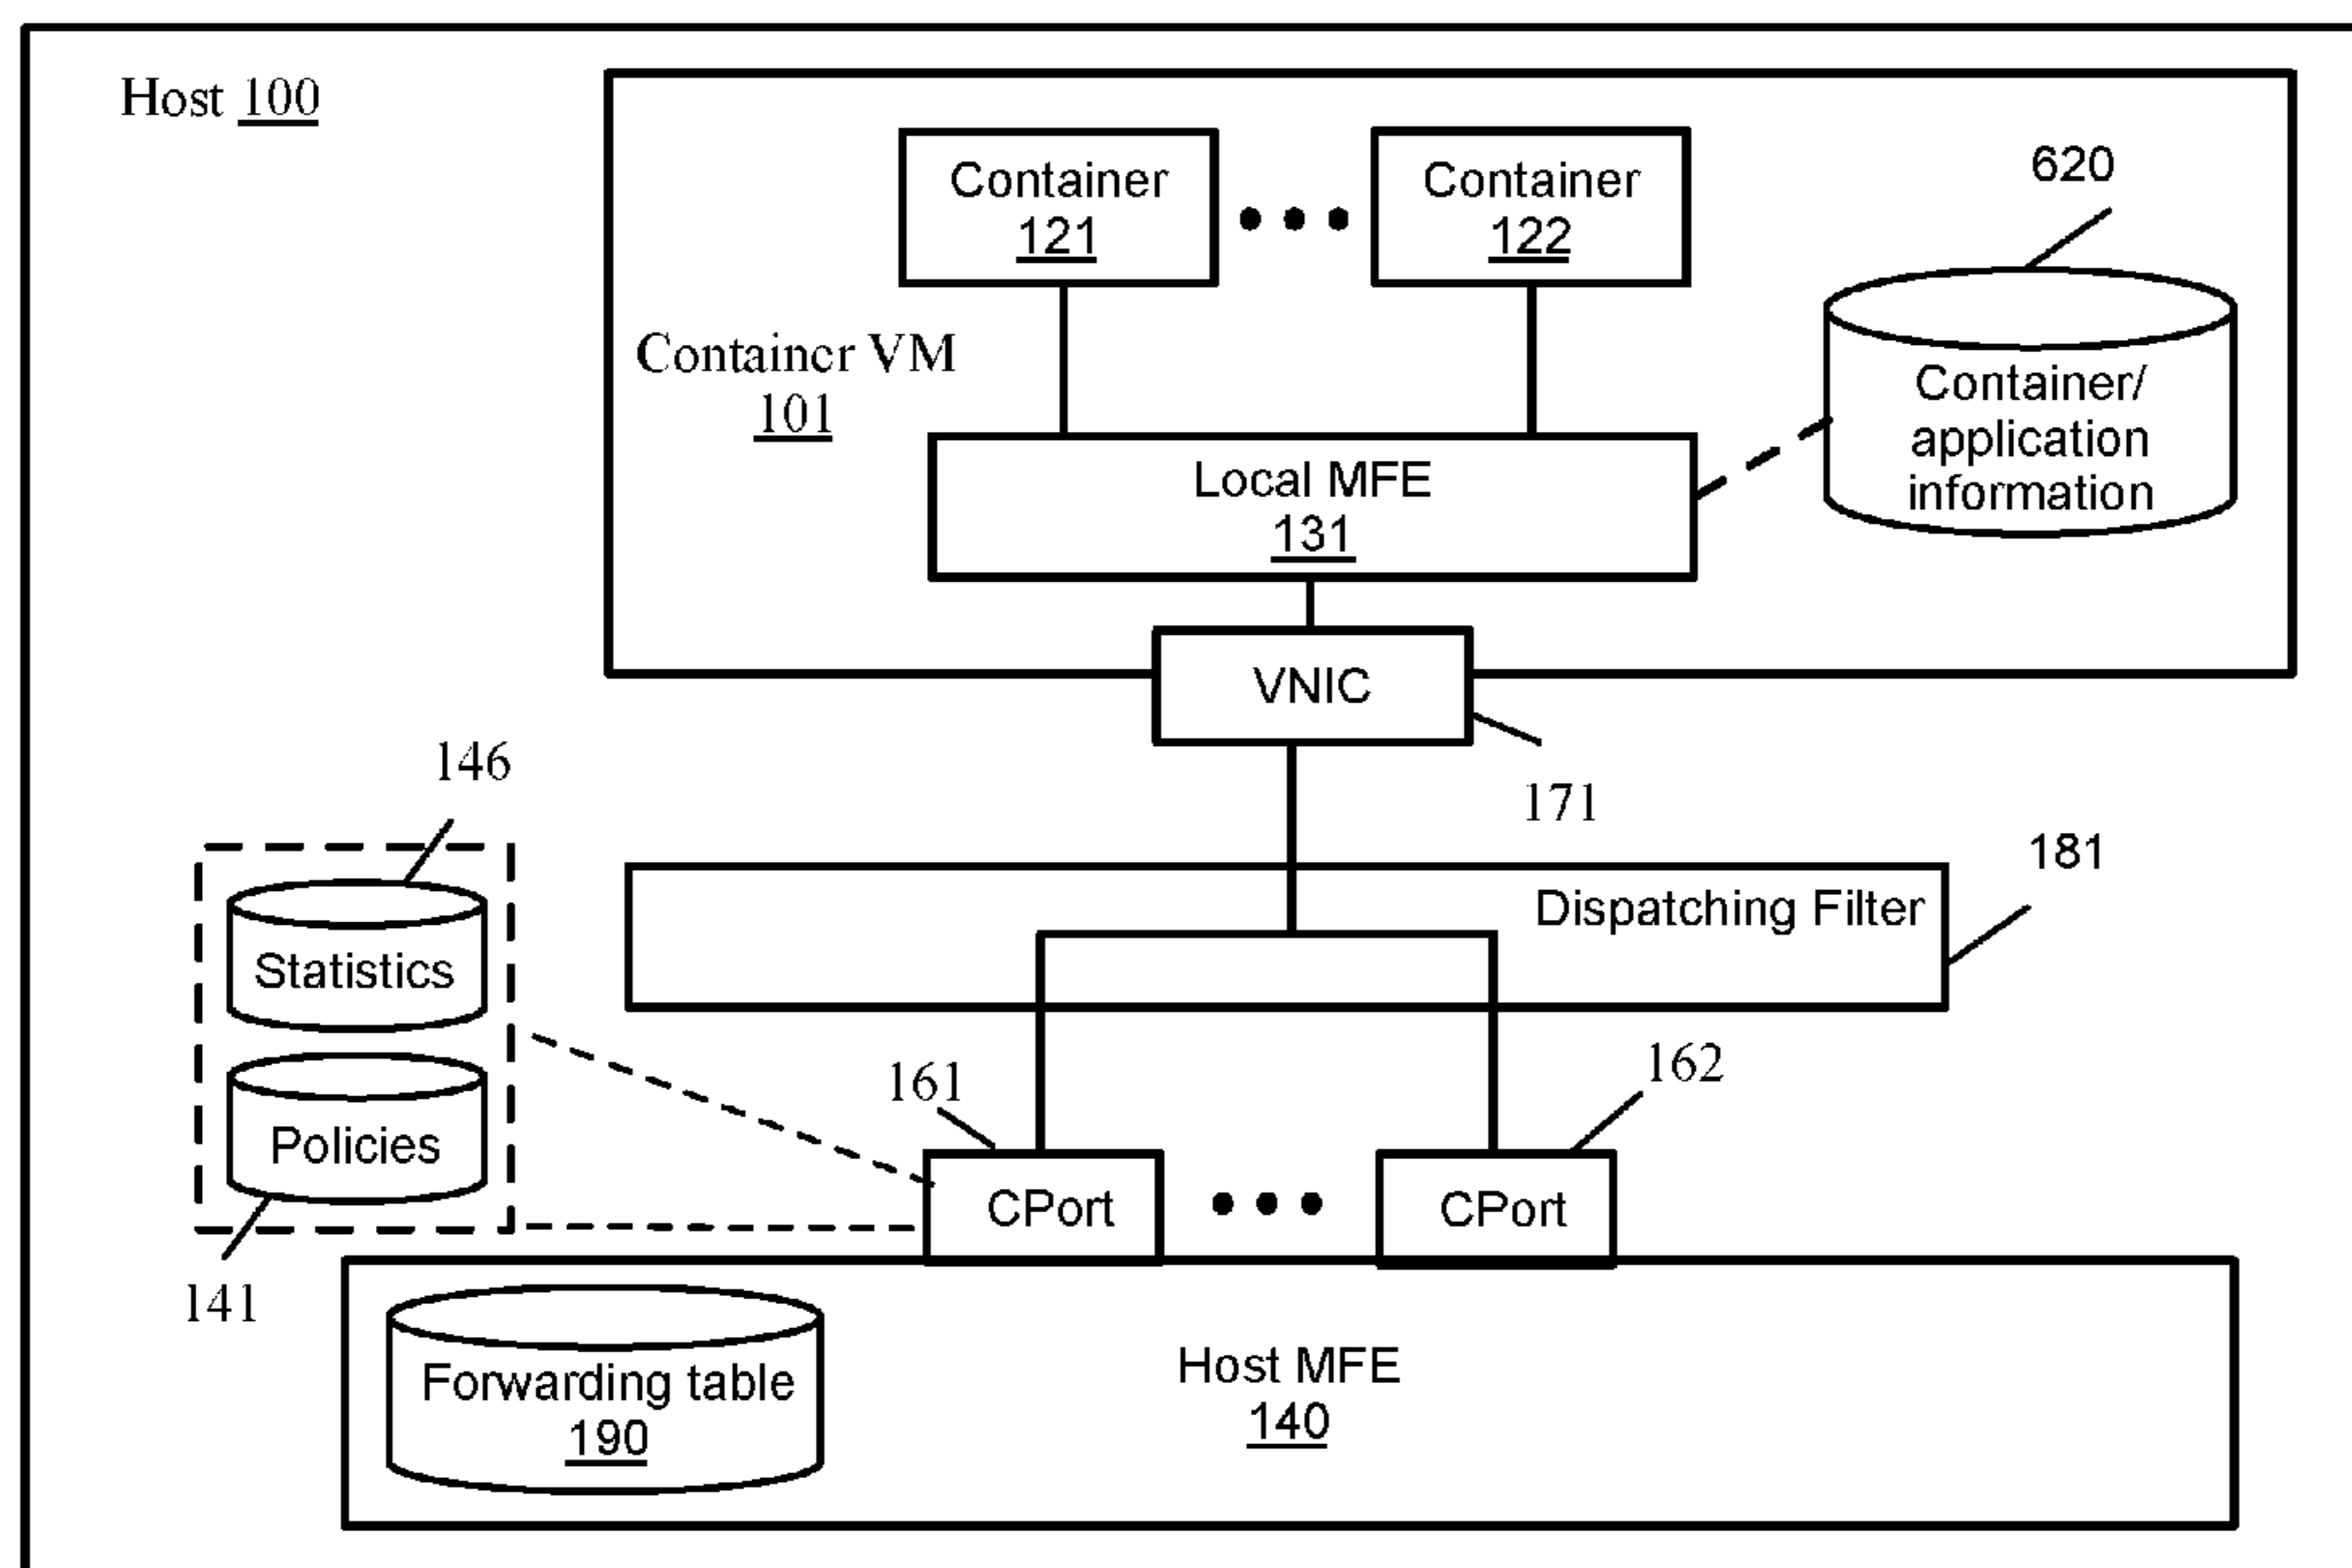 Host 100
Container
121
Container
122
620
Container VM
101
Container/
application
information
Local MFE
131
VNIC
171
146
181
Dispatching Filter
Statistics
161
162
Policies
CPort
CPort
141
Forwarding table
190
Host MFE
140